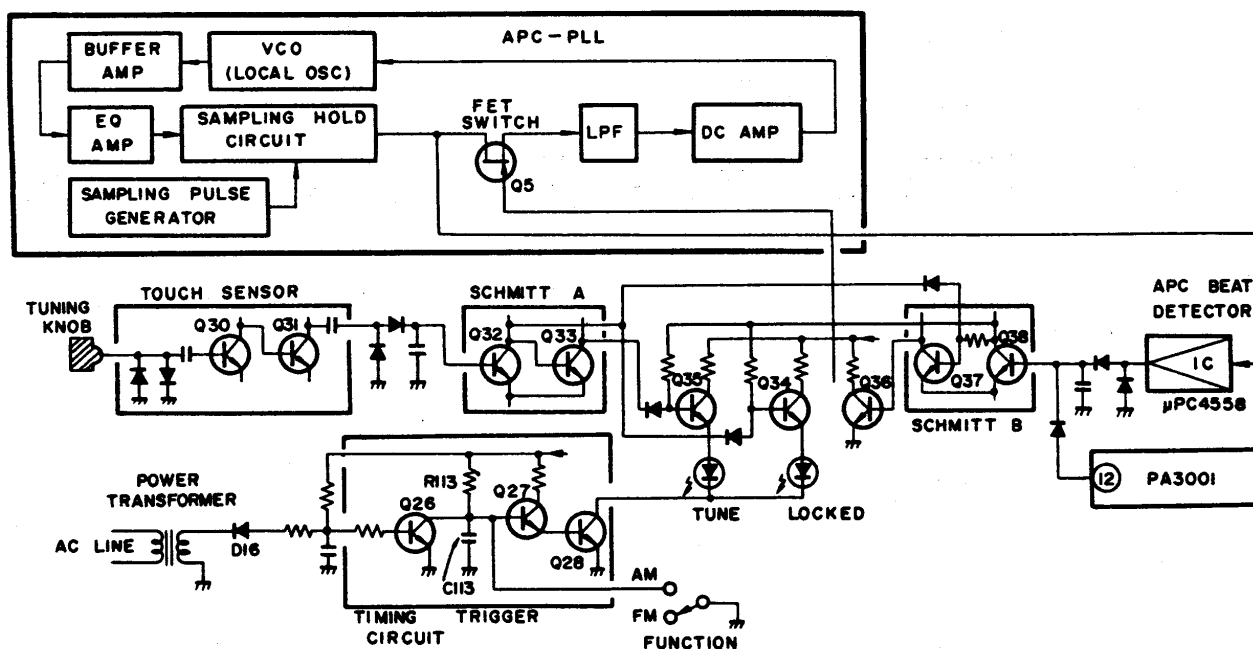 APC-PLL
BUFFER
AMP
VCO
(LOCAL OSC)
EQ
AMP
SAMPLING HOLD
CIRCUIT
FET
SWITCH
LPF
DC AMP
Q5
SAMPLING PULSE
GENERATOR
TUNING
KNOB
TOUCH SENSOR
Q30
Q31
SCHMITT A
Q32
Q33
Q35
Q34
Q36
Q37
Q38
SCHMITT B
APC BEAT
DETECTOR
IC
μPC4558
12
PA3001
POWER
TRANSFORMER
AC LINE
D16
R113
Q26
Q27
Q28
C113
TIMING TRIGGER
CIRCUIT
TUNE
LOCKED
AM
FM
FUNCTION